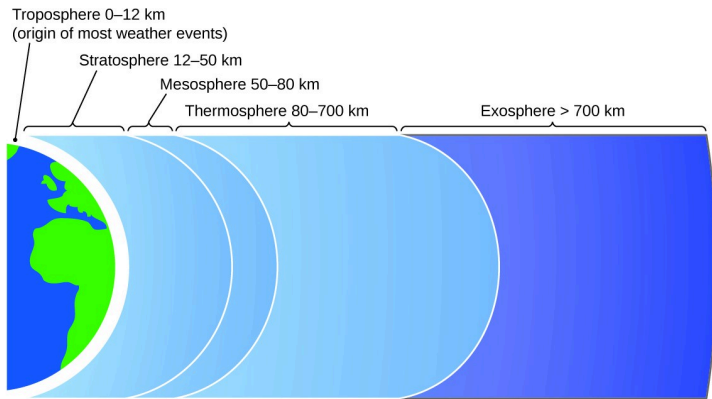 Troposphere 0–12 km
(origin of most weather events)
Stratosphere 12–50 km
Mesosphere 50–80 km
Thermosphere 80–700 km
Exosphere > 700 km